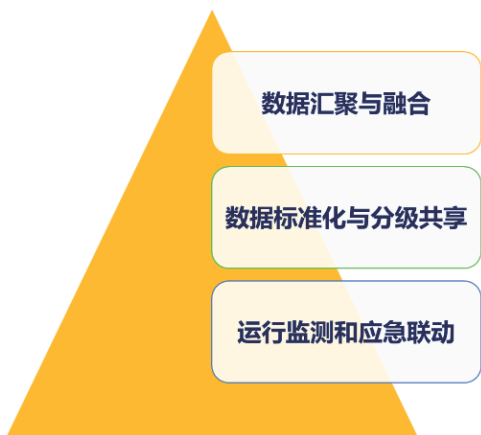 数据汇聚与融合
数据标准化与分级共享
运行监测和应急联动